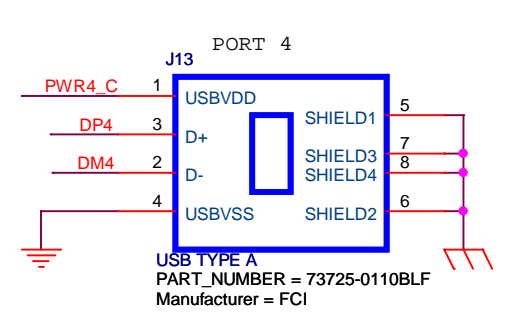 PORT 4
J13
PWR4_C 1 USBVDD SHIELD1 5
DP4 3 D+ SHIELD3 7
DM4 2 D- SHIELD4 8
4 USBVSS SHIELD2 6
USB TYPE A
PART_NUMBER = 73725-0110BLF
Manufacturer = FCI